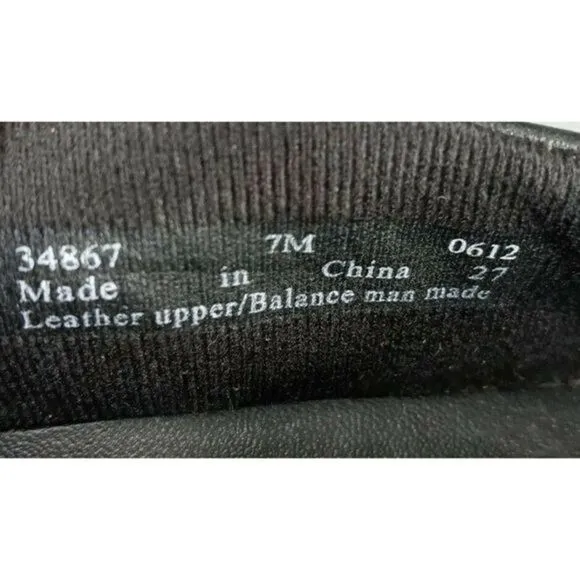 34867 7M 0612
Made in China 27
Leather upper/Balance man made